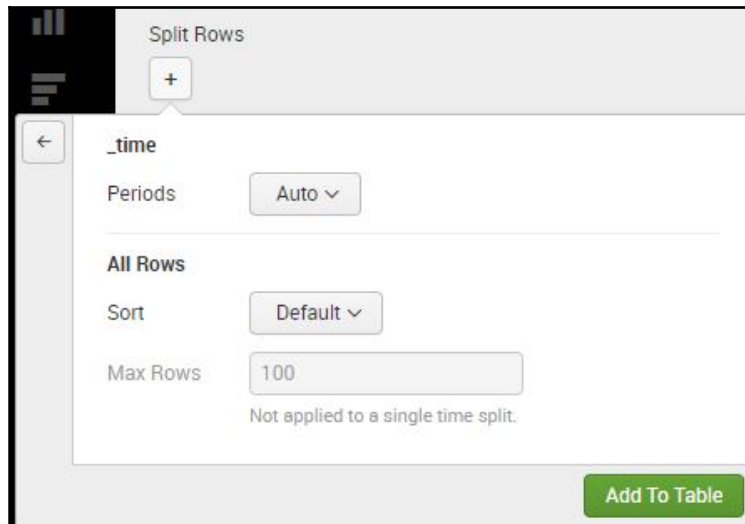 Split Rows
+
_time
Periods Auto
All Rows
Sort Default
Max Rows 100
Not applied to a single time split.
Add To Table